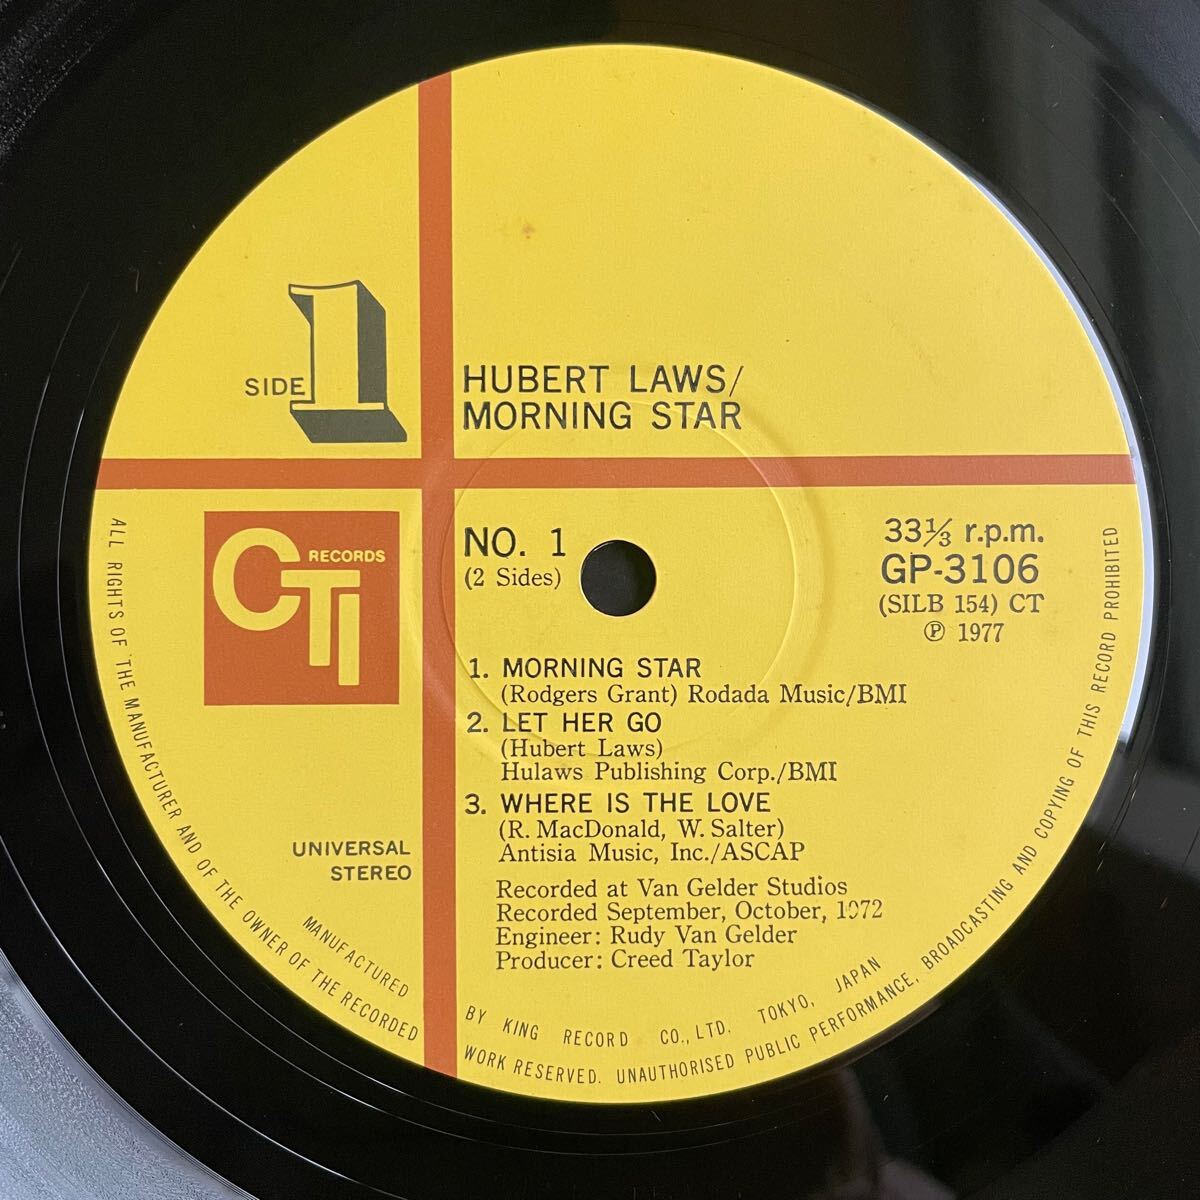 SIDE 1
HUBERT LAWS/
MORNING STAR
CTI RECORDS
NO. 1
(2 Sides)
33⅓ r.p.m.
GP-3106
(SILB 154) CT
℗ 1977
1. MORNING STAR
(Rodgers Grant) Rodada Music/BMI
2. LET HER GO
(Hubert Laws)
Hulaws Publishing Corp./BMI
3. WHERE IS THE LOVE
(R. MacDonald, W. Salter)
Antisia Music, Inc./ASCAP
UNIVERSAL
STEREO
Recorded at Van Gelder Studios
Recorded September, October, 1972
Engineer: Rudy Van Gelder
Producer: Creed Taylor
MANUFACTURED BY KING RECORD CO., LTD. TOKYO, JAPAN
ALL RIGHTS OF THE MANUFACTURER AND OF THE OWNER OF THE RECORDED WORK RESERVED. UNAUTHORISED PUBLIC PERFORMANCE, BROADCASTING AND COPYING OF THIS RECORD PROHIBITED